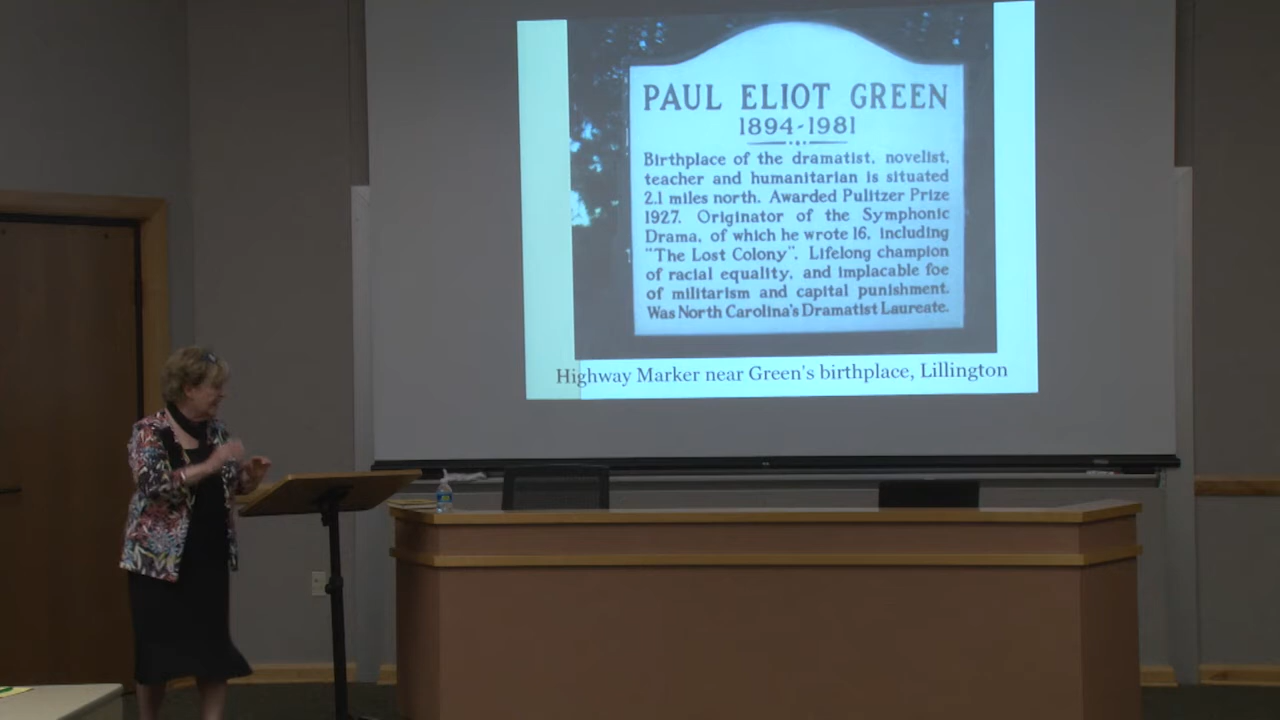 PAUL ELIOT GREEN
1894-1981
Birthplace of the dramatist, novelist,
teacher and humanitarian is situated
2.1 miles north. Awarded Pulitzer Prize
1927. Originator of the Symphonic
Drama, of which he wrote 16, including
"The Lost Colony". Lifelong champion
of racial equality, and implacable foe
of militarism and capital punishment.
Was North Carolina's Dramatist Laureate.
Highway Marker near Green's birthplace, Lillington